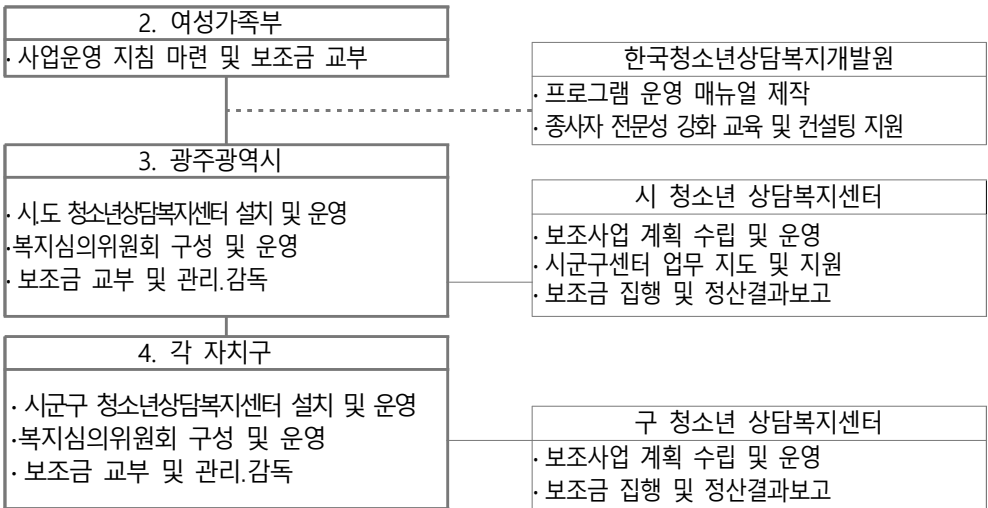 2. 여성가족부
· 사업운영 지침 마련 및 보조금 교부
한국청소년상담복지개발원
· 프로그램 운영 매뉴얼 제작
· 종사자 전문성 강화 교육 및 컨설팅 지원
3. 광주광역시
· 시.도 청소년상담복지센터 설치 및 운영
·복지심의위원회 구성 및 운영
· 보조금 교부 및 관리.감독
시 청소년 상담복지센터
· 보조사업 계획 수립 및 운영
· 시군구센터 업무 지도 및 지원
· 보조금 집행 및 정산결과보고
4. 각 자치구
· 시군구 청소년상담복지센터 설치 및 운영
·복지심의위원회 구성 및 운영
· 보조금 교부 및 관리.감독
구 청소년 상담복지센터
· 보조사업 계획 수립 및 운영
· 보조금 집행 및 정산결과보고